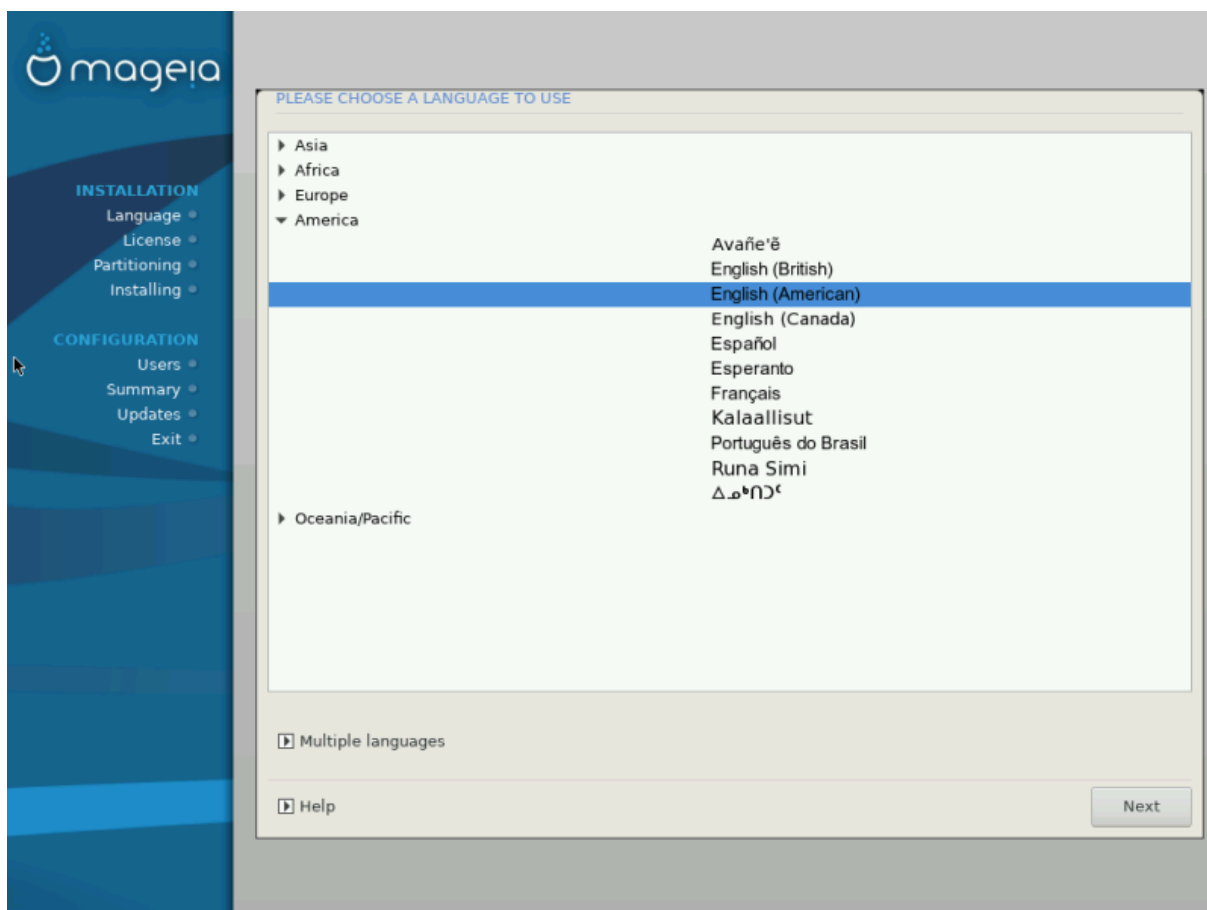 mageia
INSTALLATION
Language
License
Partitioning
Installing
CONFIGURATION
Users
Summary
Updates
Exit
PLEASE CHOOSE A LANGUAGE TO USE
Asia
Africa
Europe
America
Avañe'ẽ
English (British)
English (American)
English (Canada)
Español
Esperanto
Français
Kalaallisut
Português do Brasil
Runa Simi
ᐃᓄᒃᑎᑐᑦ
Oceania/Pacific
Multiple languages
Help
Next